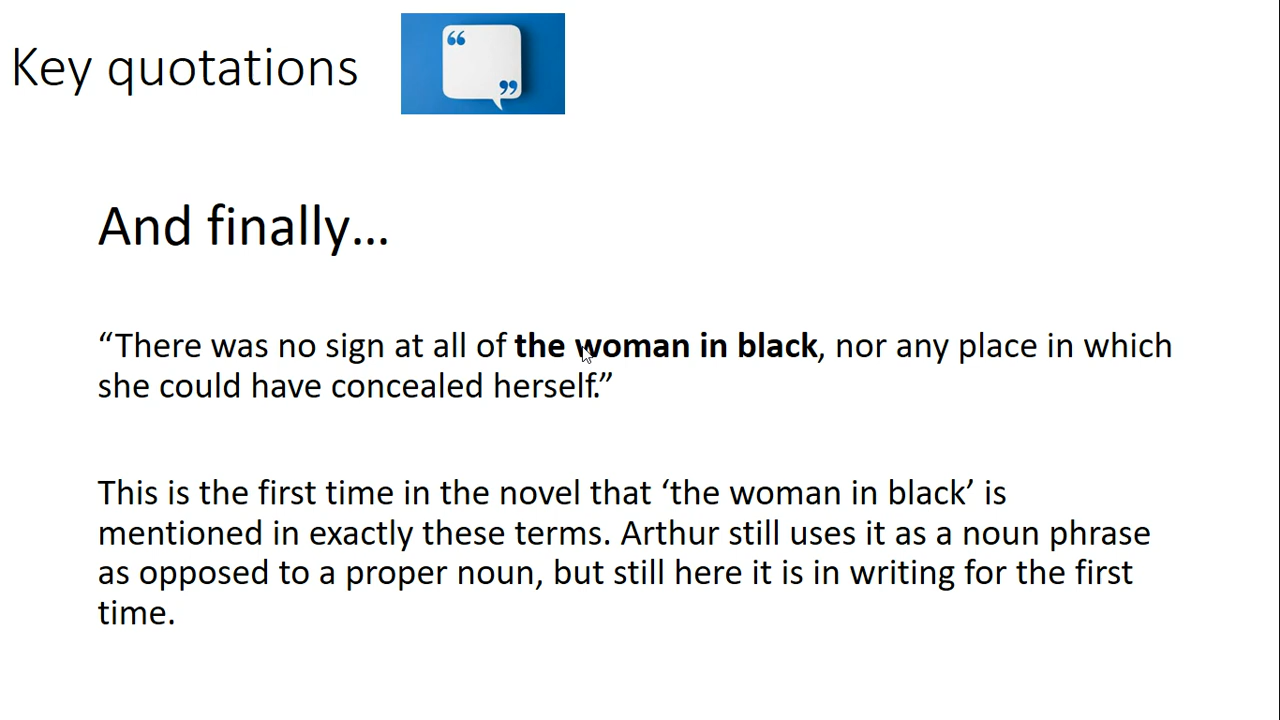 Key quotations
“ ”
And finally…
“There was no sign at all of the woman in black, nor any place in which
she could have concealed herself.”
This is the first time in the novel that ‘the woman in black’ is
mentioned in exactly these terms. Arthur still uses it as a noun phrase
as opposed to a proper noun, but still here it is in writing for the first
time.